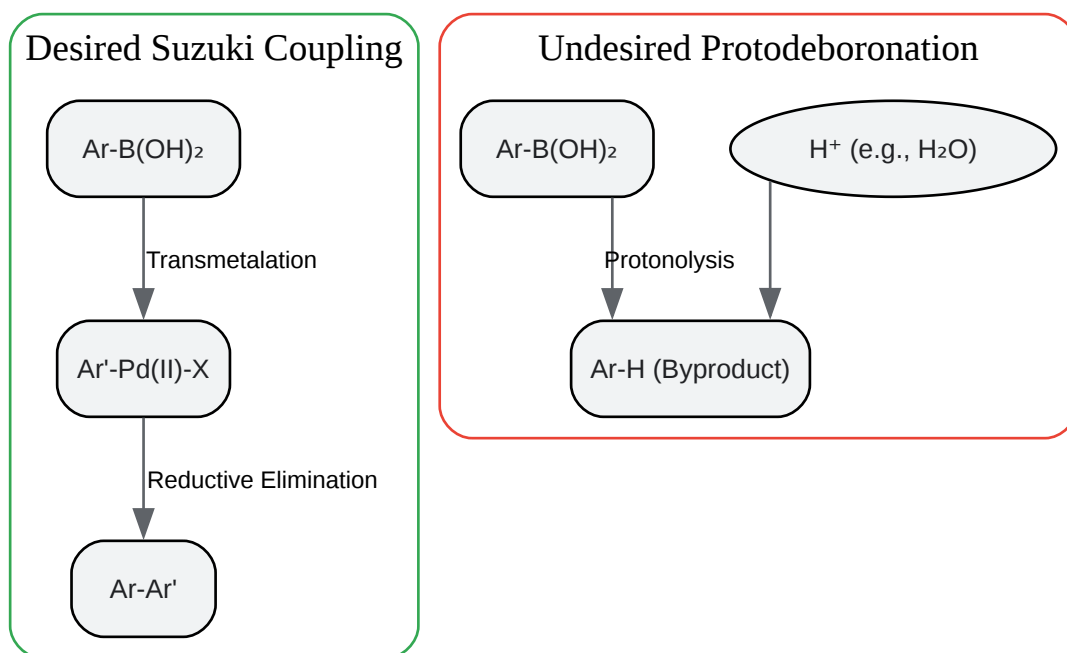 Desired Suzuki Coupling
Ar-B(OH)₂
Transmetalation
Ar'-Pd(II)-X
Reductive Elimination
Ar-Ar'
Undesired Protodeboronation
Ar-B(OH)₂
H⁺ (e.g., H₂O)
Protonolysis
Ar-H (Byproduct)